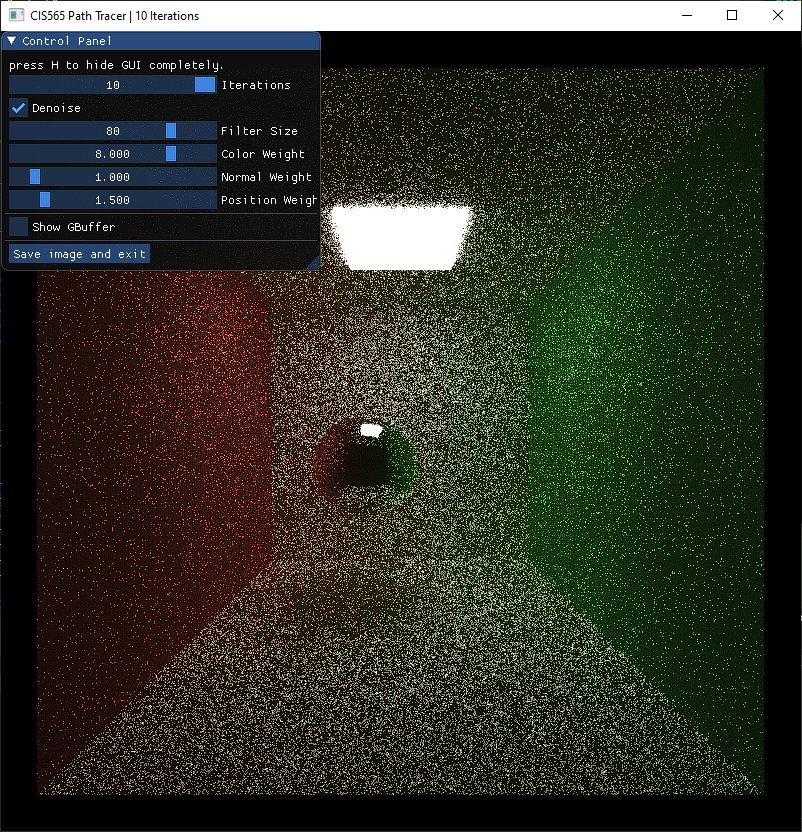 CIS565 Path Tracer | 10 Iterations
Control Panel
press H to hide GUI completely.
10 Iterations
Denoise
80 Filter Size
8.000 Color Weight
1.000 Normal Weight
1.500 Position Weigh
Show GBuffer
Save image and exit